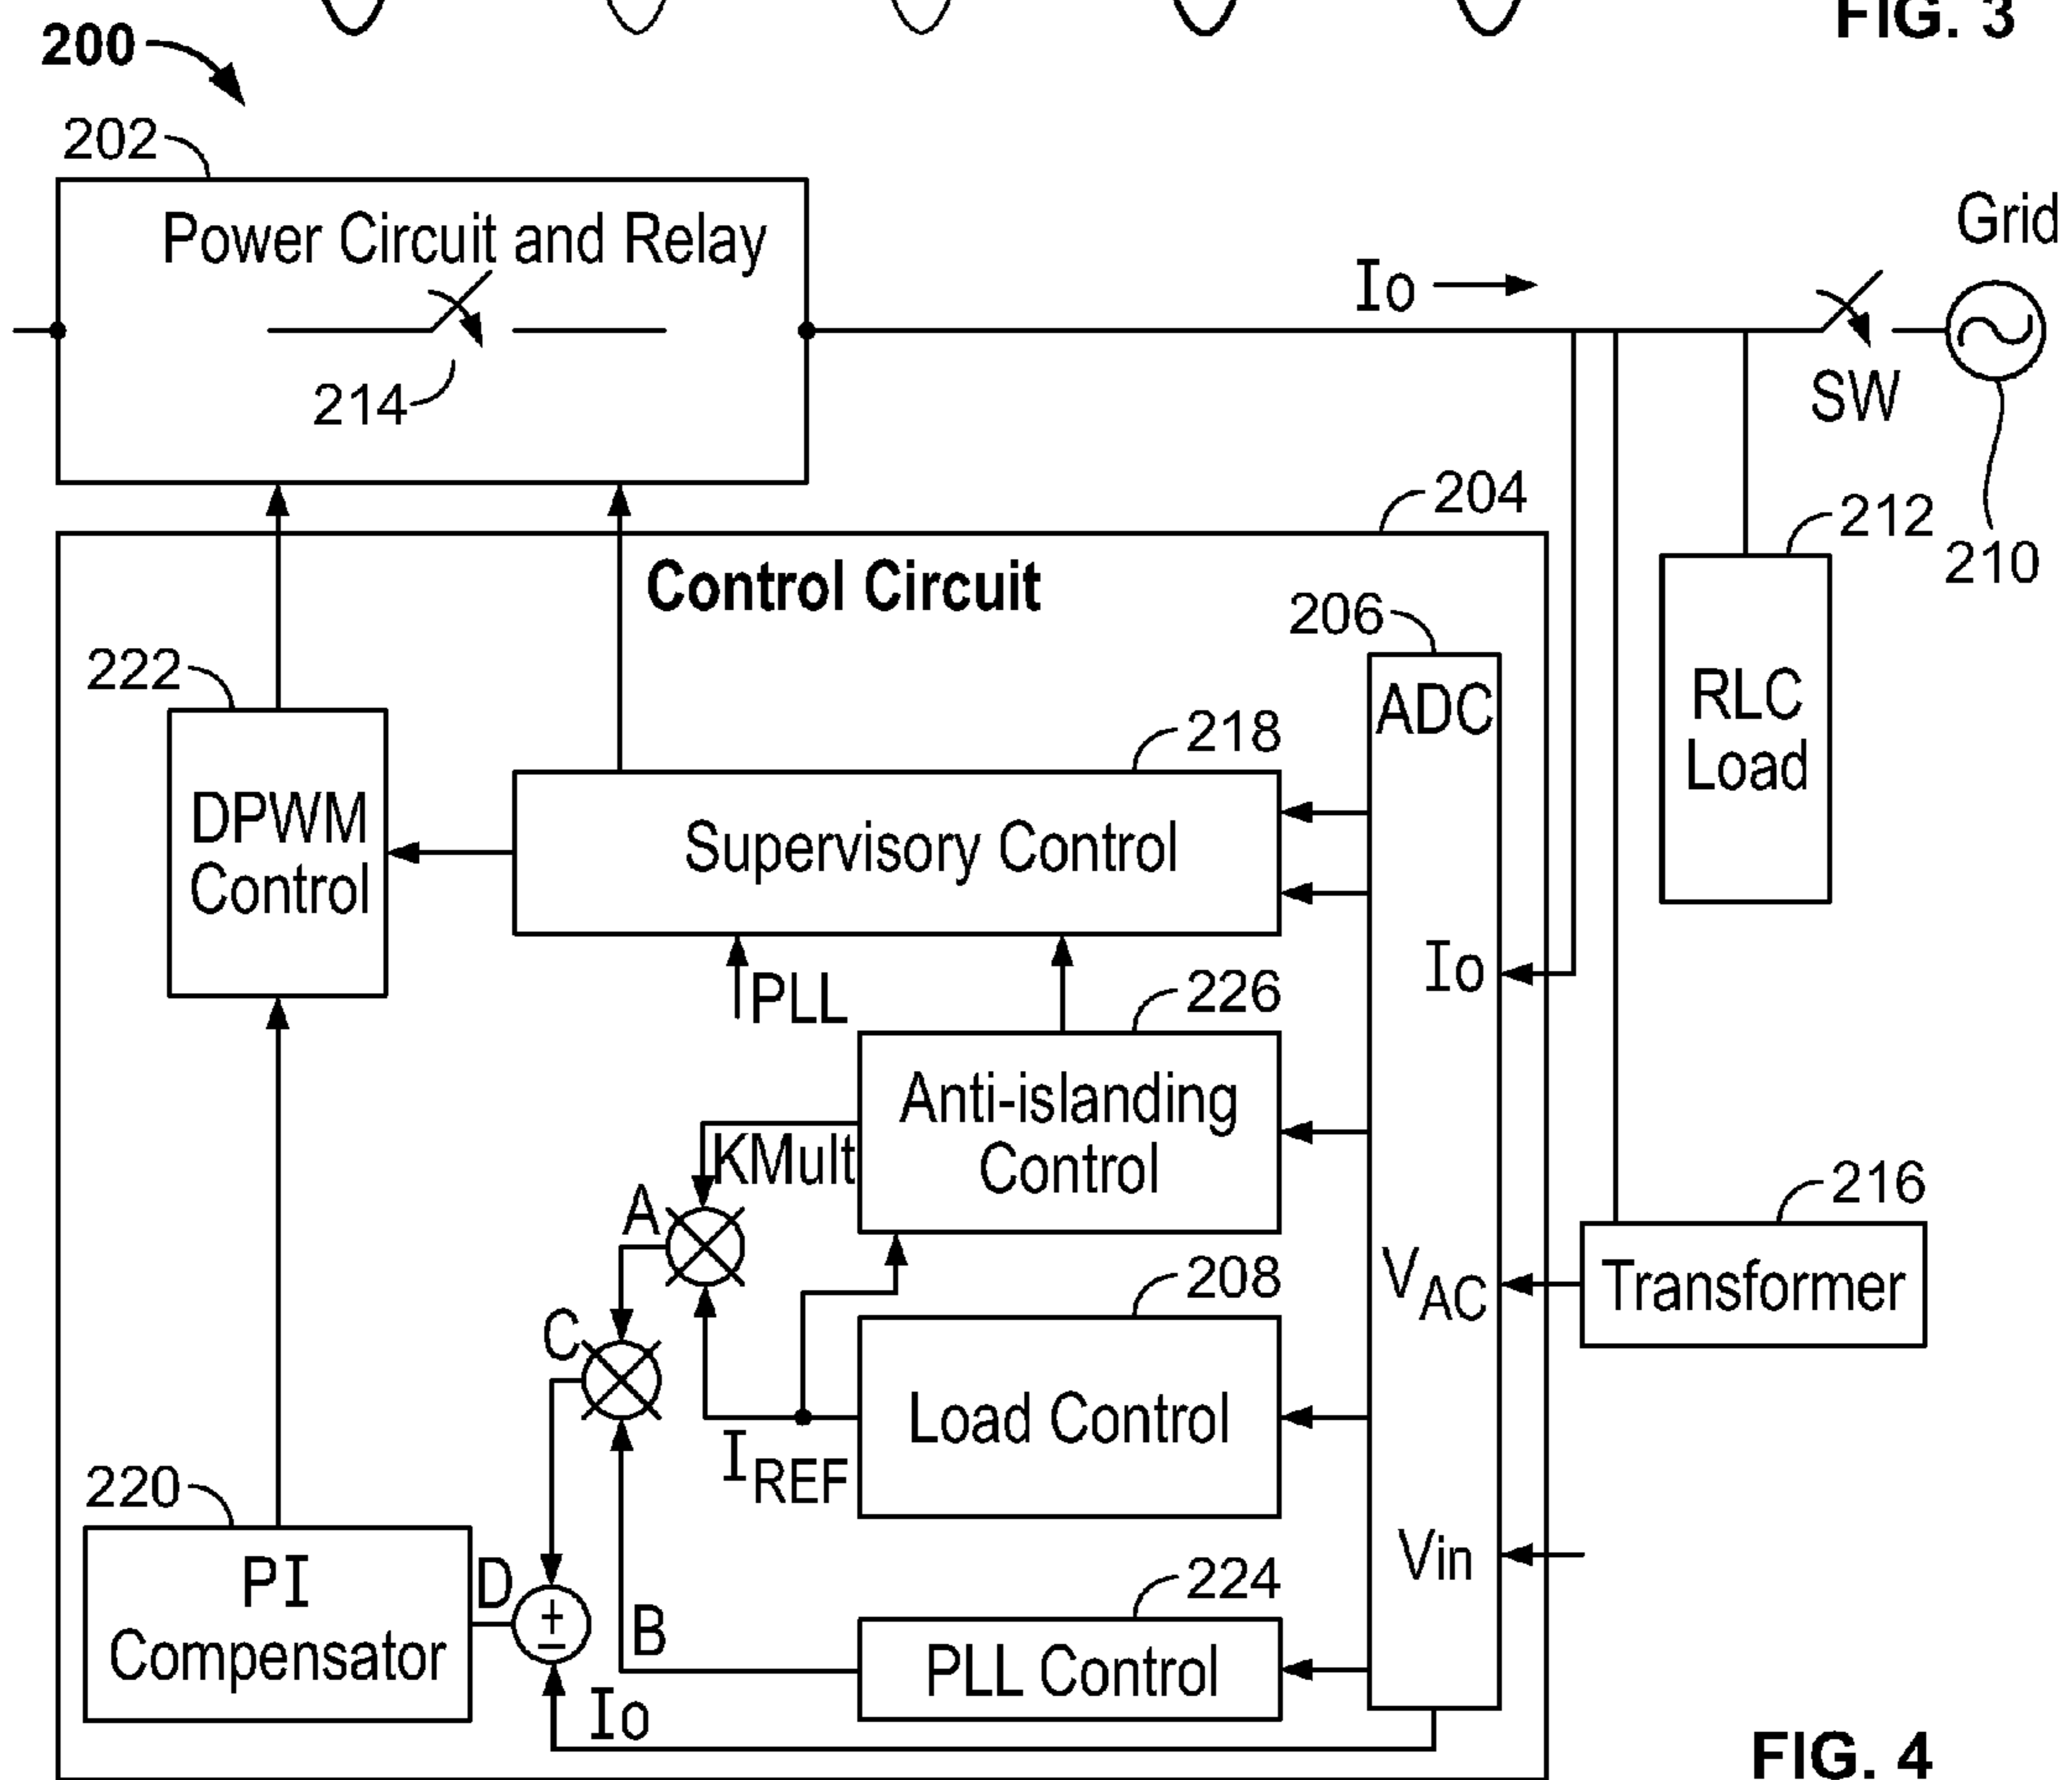 FIG. 3
200
202
Power Circuit and Relay
214
Io
Grid
SW
204
212
210
Control Circuit
206
222
ADC
RLC
Load
218
DPWM
Control
Supervisory Control
Io
PLL
226
Anti-islanding
Control
KMult
A
216
VAC
Transformer
208
C
Load Control
IREF
220
Vin
PI
Compensator
D
224
B
PLL Control
Io
FIG. 4